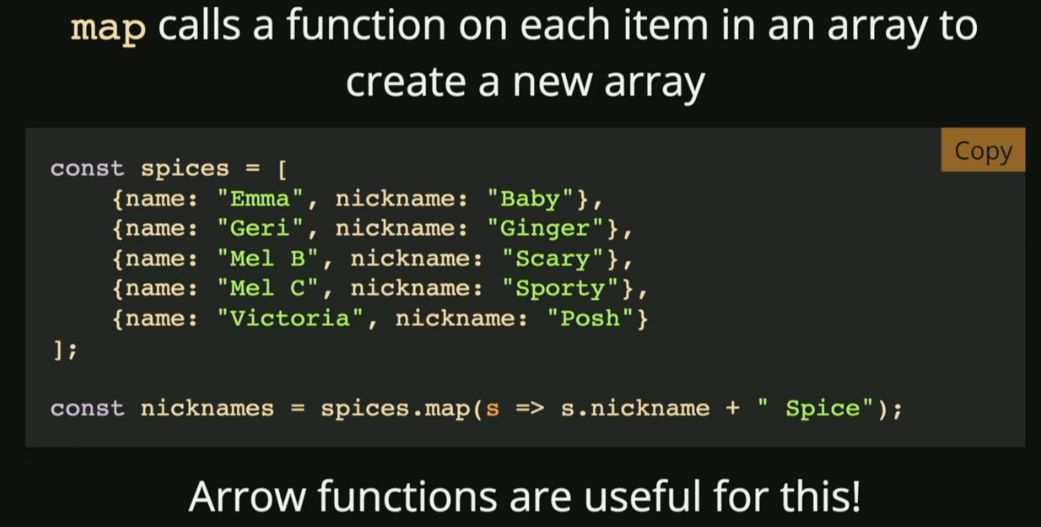 map calls a function on each item in an array to
create a new array
Copy
const spices = [
    {name: "Emma", nickname: "Baby"},
    {name: "Geri", nickname: "Ginger"},
    {name: "Mel B", nickname: "Scary"},
    {name: "Mel C", nickname: "Sporty"},
    {name: "Victoria", nickname: "Posh"}
];
const nicknames = spices.map(s => s.nickname + " Spice");
Arrow functions are useful for this!